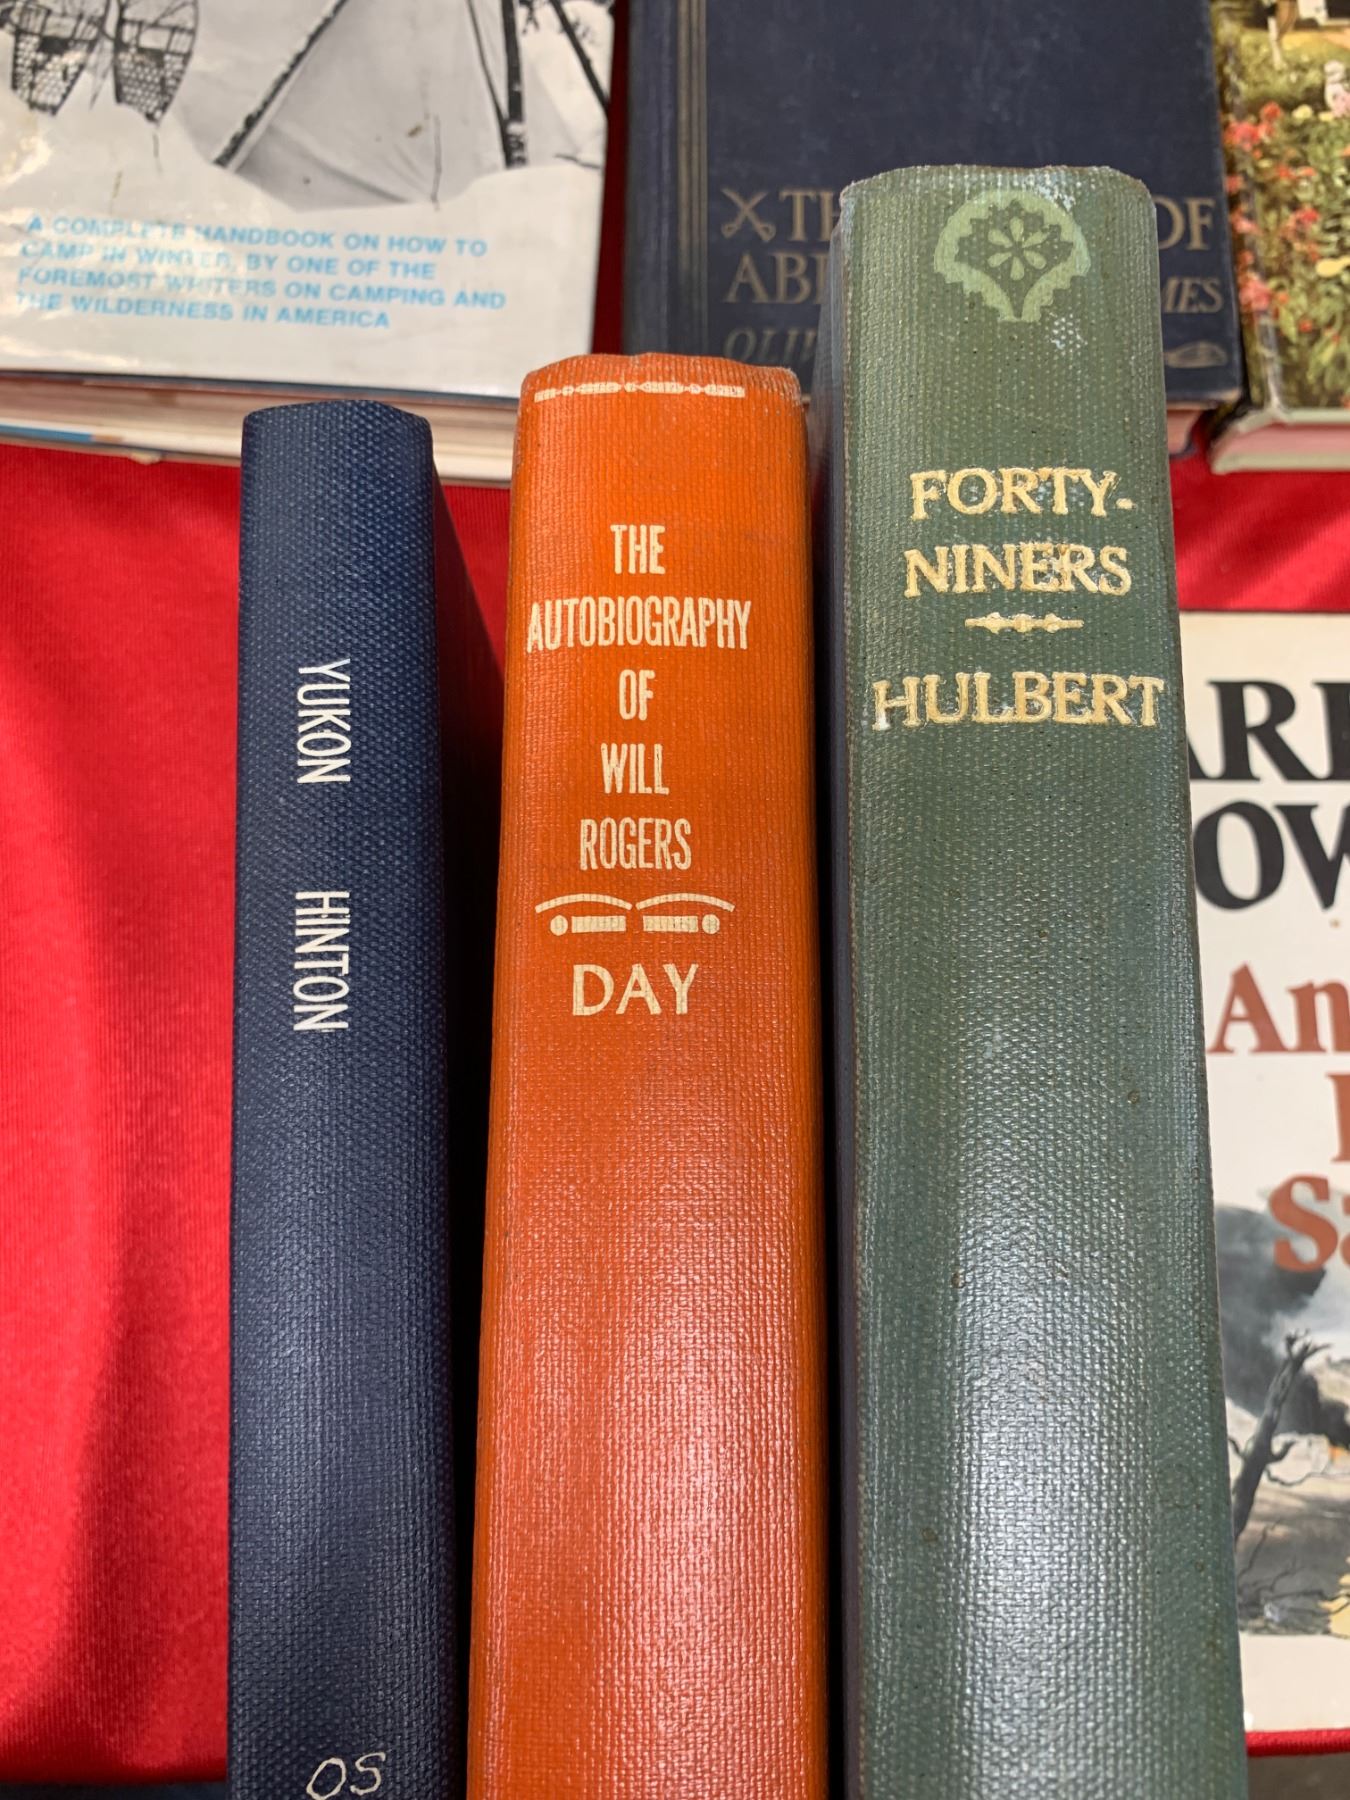 A COMPLETE HANDBOOK ON HOW TO
CAMP IN WINTER, BY ONE OF THE
FOREMOST WRITERS ON CAMPING AND
THE WILDERNESS IN AMERICA
OF
YUKON HINTON
OS
THE
AUTOBIOGRAPHY
OF
WILL
ROGERS
DAY
FORTY-
NINERS
HULBERT